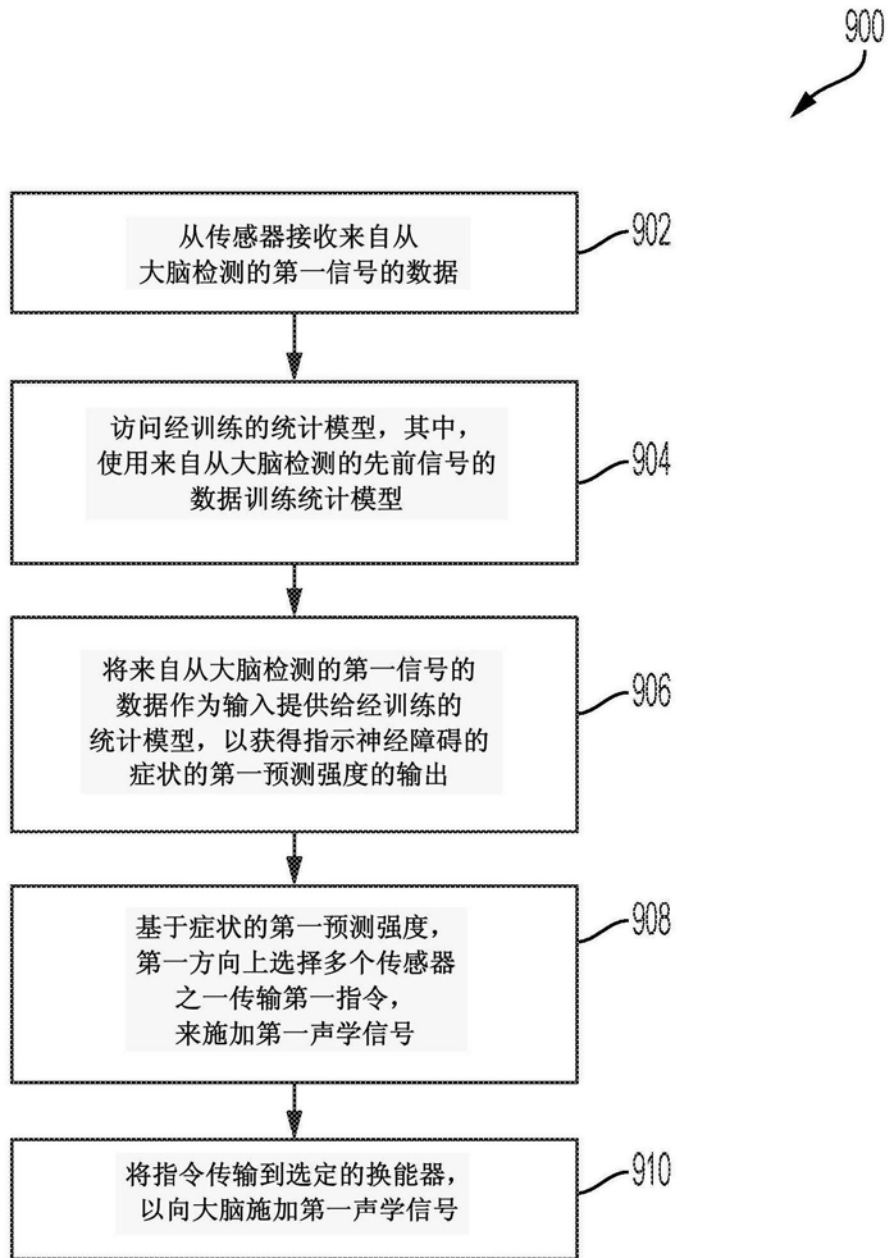 900
从传感器接收来自从
大脑检测的第一信号的数据
902
访问经训练的统计模型，其中，
使用来自从大脑检测的先前信号的
数据训练统计模型
904
将来自从大脑检测的第一信号的
数据作为输入提供给经训练的
统计模型，以获得指示神经障碍的
症状的第一预测强度的输出
906
基于症状的第一预测强度，
第一方向上选择多个传感器
之一传输第一指令，
来施加第一声学信号
908
将指令传输到选定的换能器，
以向大脑施加第一声学信号
910